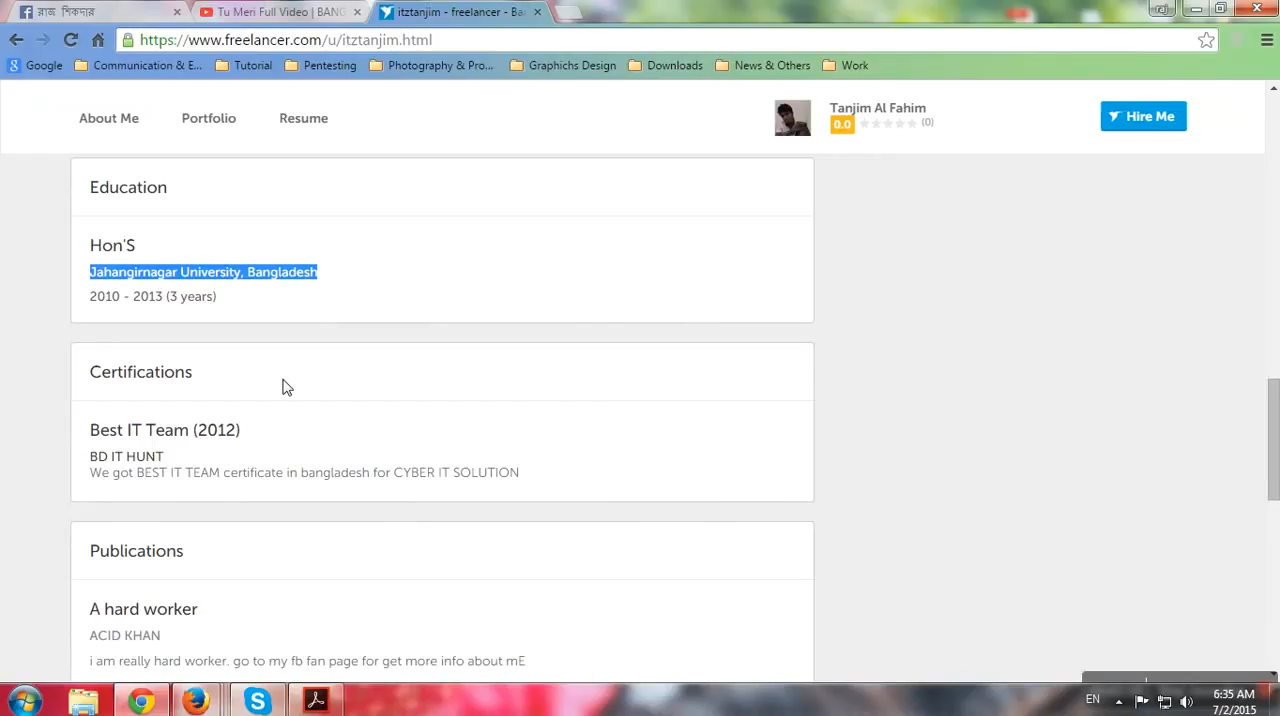 রাজ শিকদার
Tu Meri Full Video | BANG
itztanjim - freelancer - Ba
raj
https://www.freelancer.com/u/itztanjim.html
Google
Communication & E...
Tutorial
Pentesting
Photography & Pro...
Graphichs Design
Downloads
News & Others
Work
About Me
Portfolio
Resume
Tanjim Al Fahim
0.0
(0)
Hire Me
Education
Hon'S
Jahangirnagar University, Bangladesh
2010 - 2013 (3 years)
Certifications
Best IT Team (2012)
BD IT HUNT
We got BEST IT TEAM certificate in bangladesh for CYBER IT SOLUTION
Publications
A hard worker
ACID KHAN
i am really hard worker. go to my fb fan page for get more info about mE
EN
6:35 AM
7/2/2015